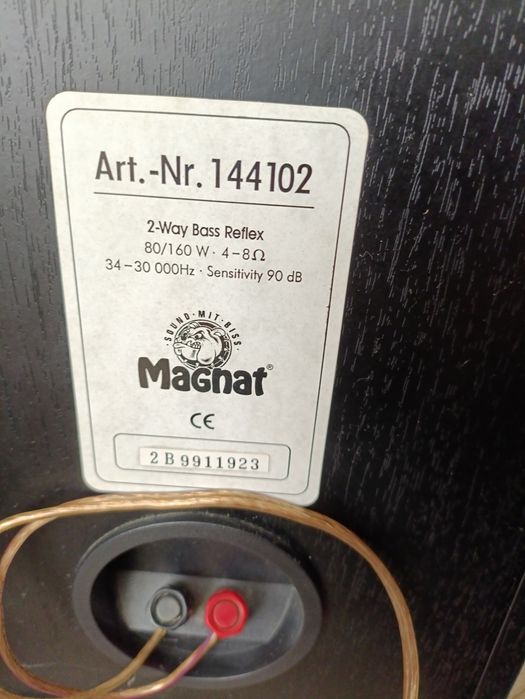 Art.-Nr. 144102
2-Way Bass Reflex
80/160 W · 4–8Ω
34–30 000Hz · Sensitivity 90 dB
·SOUND·MIT·BISS·
Magnat®
CE
2B9911923